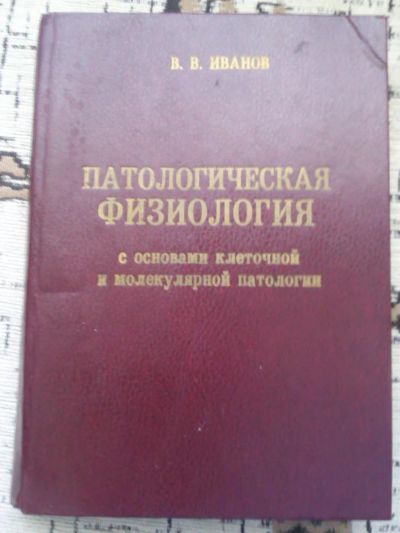 В. В. ИВАНОВ
ПАТОЛОГИЧЕСКАЯ
ФИЗИОЛОГИЯ
С ОСНОВАМИ КЛЕТОЧНОЙ
И МОЛЕКУЛЯРНОЙ ПАТОЛОГИИ